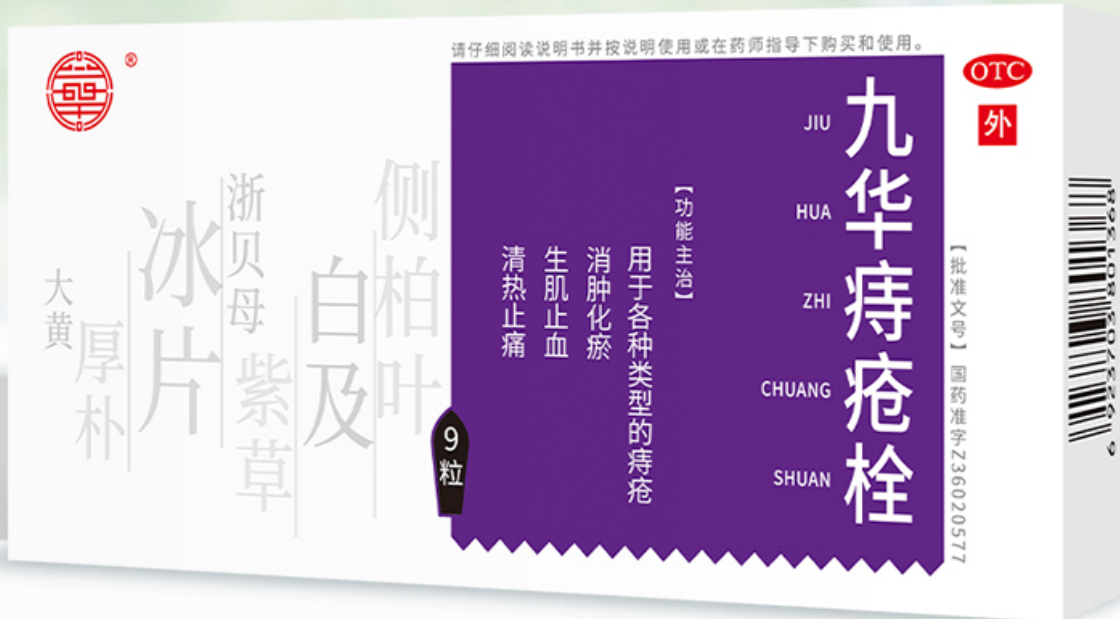 请仔细阅读说明书并按说明使用或在药师指导下购买和使用。
OTC
外
九华痔疮栓
JIU
HUA
ZHI
CHUANG
SHUAN
【批准文号】国药准字Z36020577
【功能主治】
用于各种类型的痔疮
消肿化瘀
生肌止血
清热止痛
9粒
侧柏叶
白及
浙贝母
紫草
冰片
厚朴
大黄
®